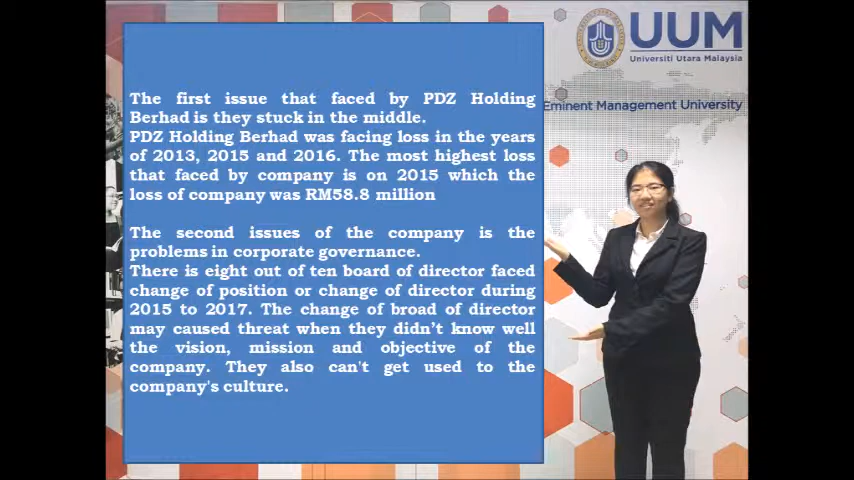 The first issue that faced by PDZ Holding
Berhad is they stuck in the middle.
PDZ Holding Berhad was facing loss in the years
of 2013, 2015 and 2016. The most highest loss
that faced by company is on 2015 which the
loss of company was RM58.8 million
The second issues of the company is the
problems in corporate governance.
There is eight out of ten board of director faced
change of position or change of director during
2015 to 2017. The change of broad of director
may caused threat when they didn't know well
the vision, mission and objective of the
company. They also can't get used to the
company's culture.
UUM
Universiti Utara Malaysia
Eminent Management University